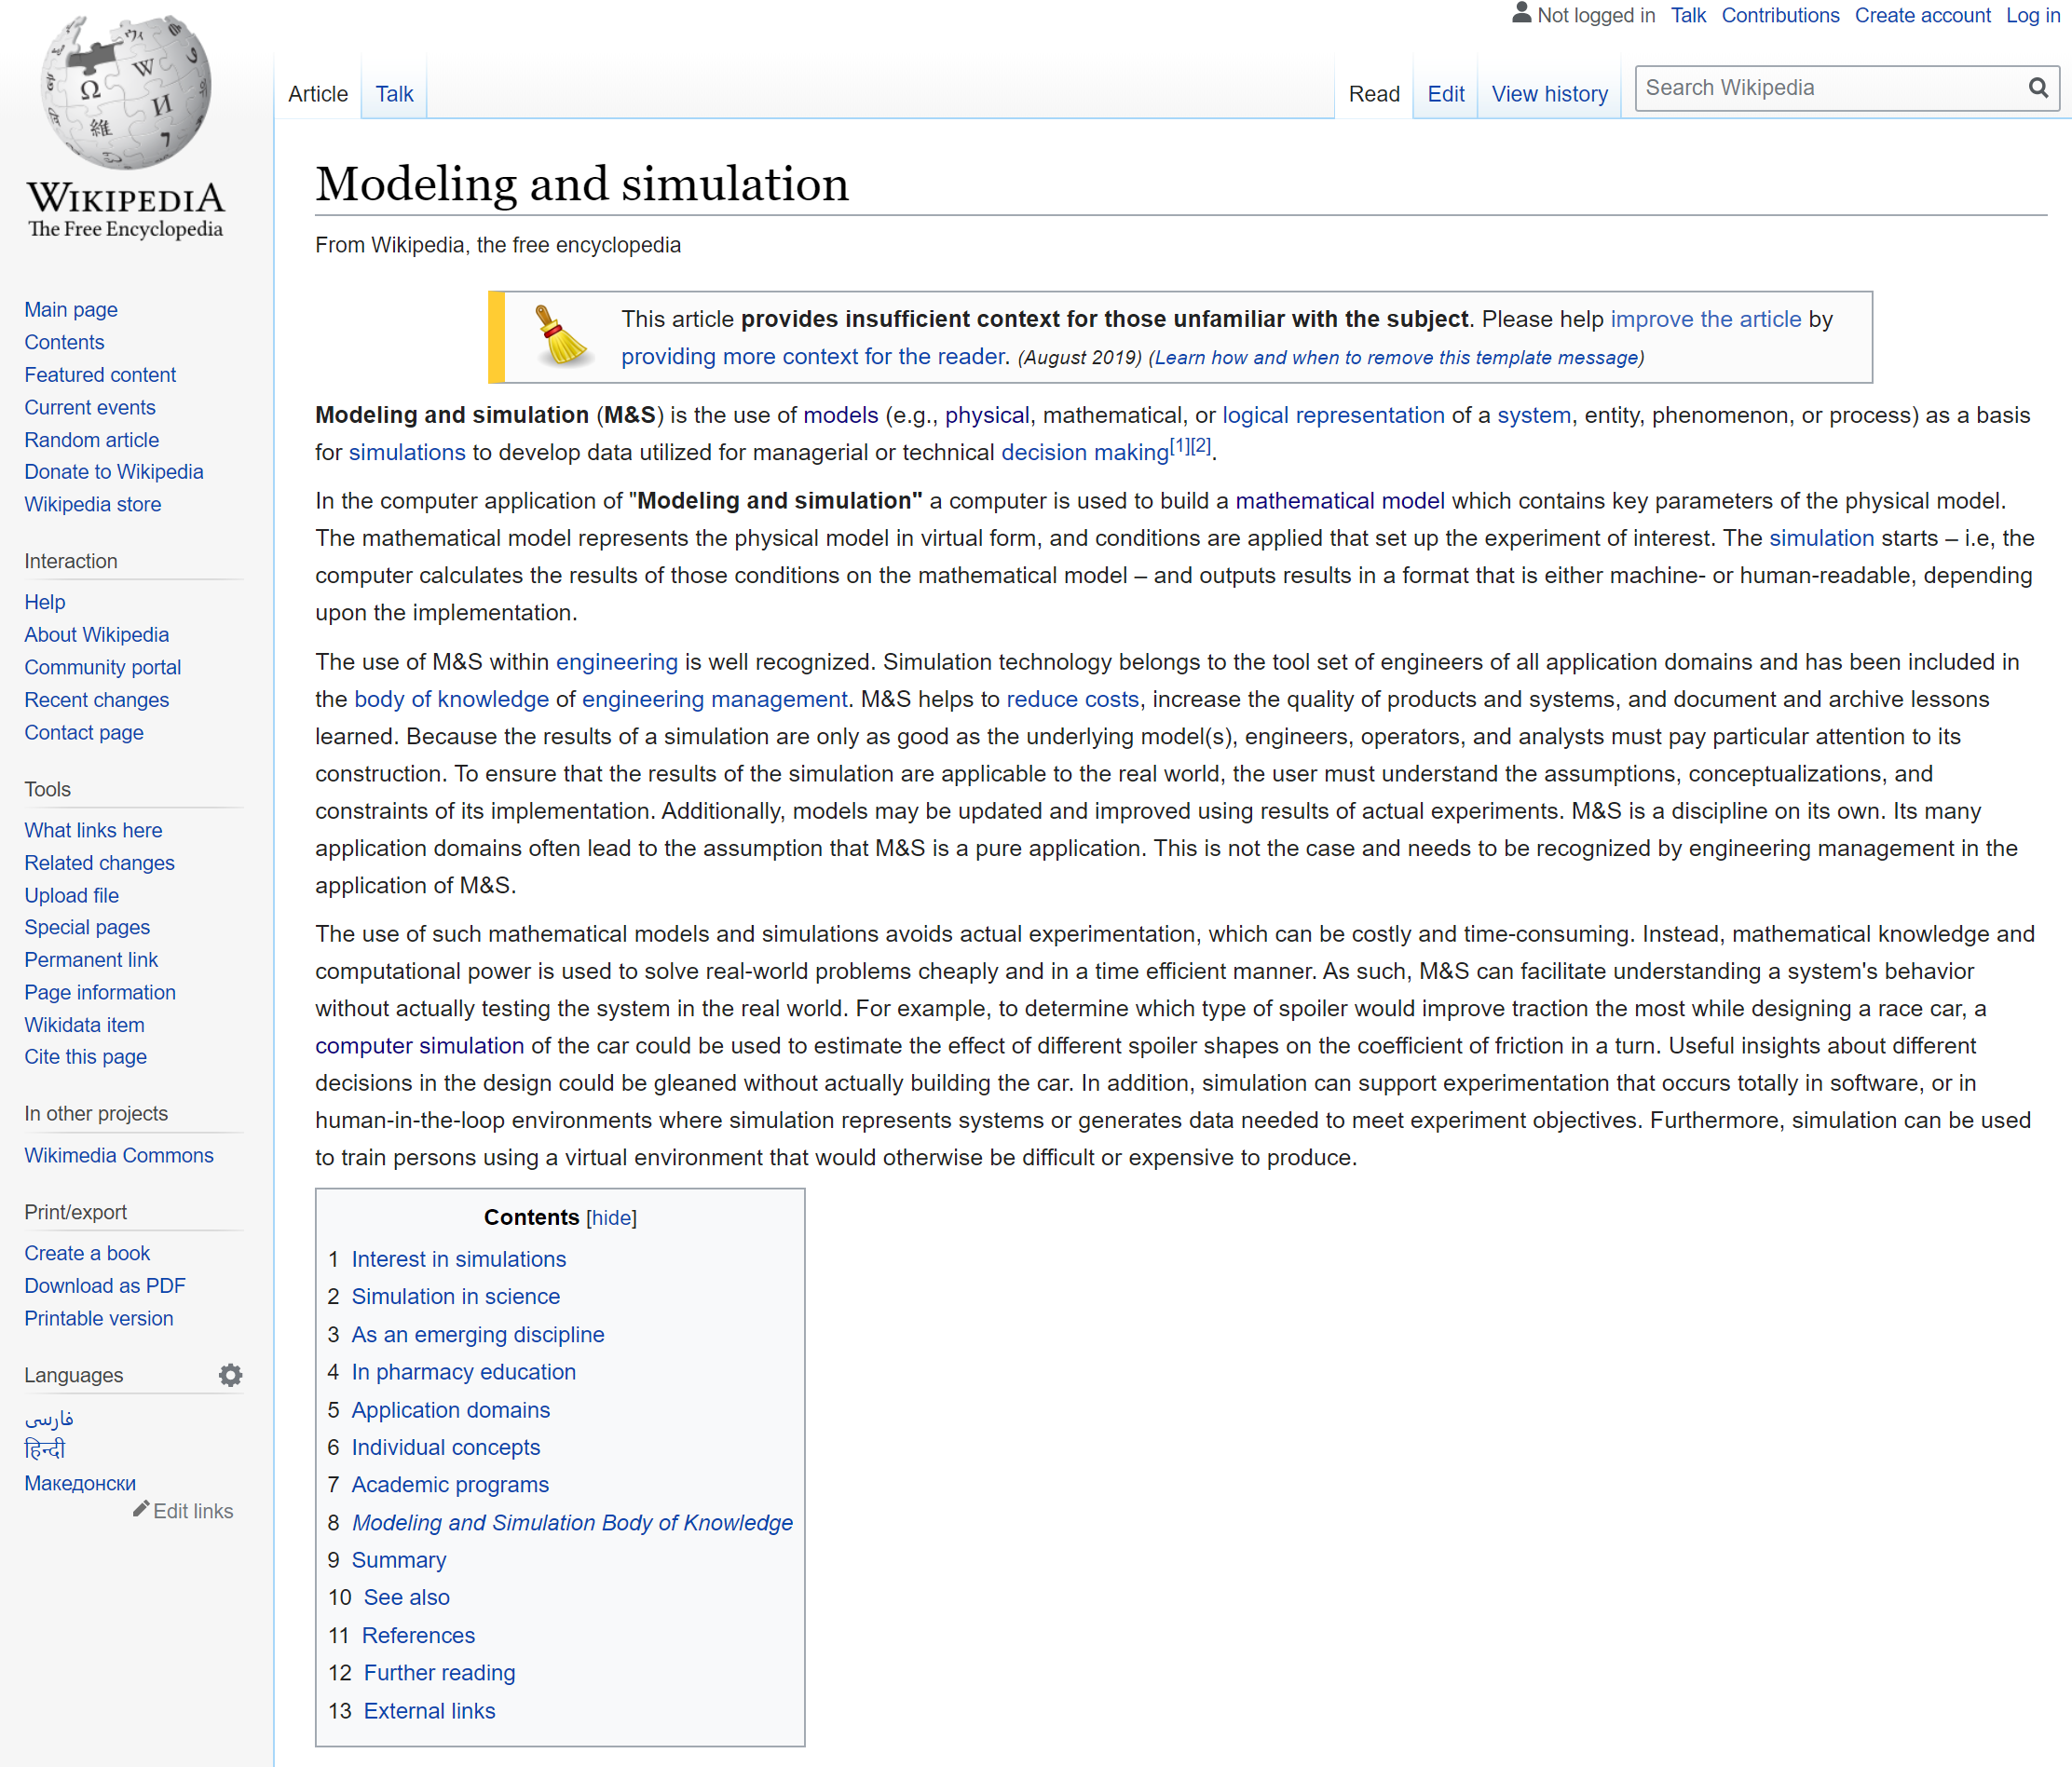 Not logged in Talk Contributions Create account Log in
Article Talk Read Edit View history Search Wikipedia
WIKIPEDIA
The Free Encyclopedia
Main page
Contents
Featured content
Current events
Random article
Donate to Wikipedia
Wikipedia store
Interaction
Help
About Wikipedia
Community portal
Recent changes
Contact page
Tools
What links here
Related changes
Upload file
Special pages
Permanent link
Page information
Wikidata item
Cite this page
In other projects
Wikimedia Commons
Print/export
Create a book
Download as PDF
Printable version
Languages
فارسی
हिन्दी
Македонски
Edit links
Modeling and simulation
From Wikipedia, the free encyclopedia
This article provides insufficient context for those unfamiliar with the subject. Please help improve the article by
providing more context for the reader. (August 2019) (Learn how and when to remove this template message)
Modeling and simulation (M&S) is the use of models (e.g., physical, mathematical, or logical representation of a system, entity, phenomenon, or process) as a basis
for simulations to develop data utilized for managerial or technical decision making[1][2].
In the computer application of "Modeling and simulation" a computer is used to build a mathematical model which contains key parameters of the physical model.
The mathematical model represents the physical model in virtual form, and conditions are applied that set up the experiment of interest. The simulation starts – i.e, the
computer calculates the results of those conditions on the mathematical model – and outputs results in a format that is either machine- or human-readable, depending
upon the implementation.
The use of M&S within engineering is well recognized. Simulation technology belongs to the tool set of engineers of all application domains and has been included in
the body of knowledge of engineering management. M&S helps to reduce costs, increase the quality of products and systems, and document and archive lessons
learned. Because the results of a simulation are only as good as the underlying model(s), engineers, operators, and analysts must pay particular attention to its
construction. To ensure that the results of the simulation are applicable to the real world, the user must understand the assumptions, conceptualizations, and
constraints of its implementation. Additionally, models may be updated and improved using results of actual experiments. M&S is a discipline on its own. Its many
application domains often lead to the assumption that M&S is a pure application. This is not the case and needs to be recognized by engineering management in the
application of M&S.
The use of such mathematical models and simulations avoids actual experimentation, which can be costly and time-consuming. Instead, mathematical knowledge and
computational power is used to solve real-world problems cheaply and in a time efficient manner. As such, M&S can facilitate understanding a system's behavior
without actually testing the system in the real world. For example, to determine which type of spoiler would improve traction the most while designing a race car, a
computer simulation of the car could be used to estimate the effect of different spoiler shapes on the coefficient of friction in a turn. Useful insights about different
decisions in the design could be gleaned without actually building the car. In addition, simulation can support experimentation that occurs totally in software, or in
human-in-the-loop environments where simulation represents systems or generates data needed to meet experiment objectives. Furthermore, simulation can be used
to train persons using a virtual environment that would otherwise be difficult or expensive to produce.
Contents [hide]
1 Interest in simulations
2 Simulation in science
3 As an emerging discipline
4 In pharmacy education
5 Application domains
6 Individual concepts
7 Academic programs
8 Modeling and Simulation Body of Knowledge
9 Summary
10 See also
11 References
12 Further reading
13 External links